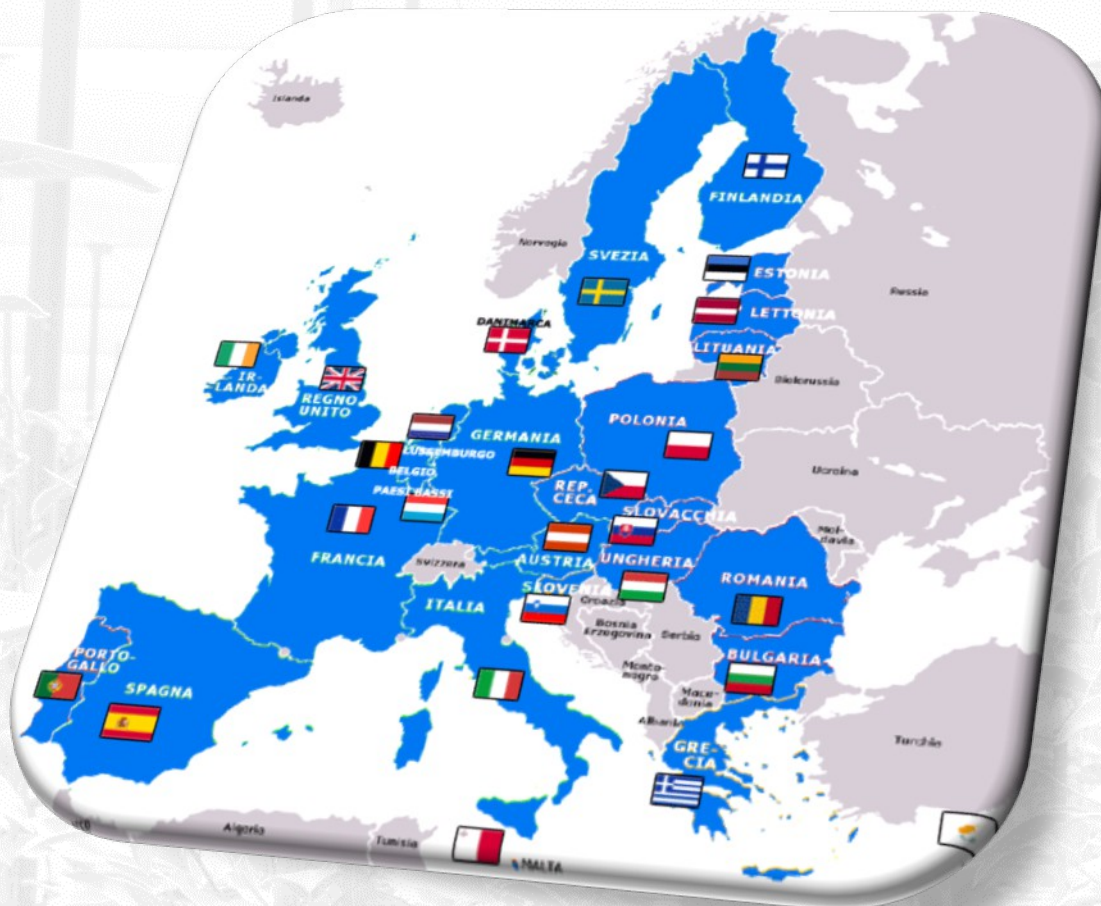 Islanda
FINLANDIA
Norvegia
SVEZIA
ESTONIA
Russia
LETTONIA
DANIMARCA
LITUANIA
IR-
LANDA
Bielorussia
REGNO
UNITO
POLONIA
GERMANIA
LUSSEMBURGO
BELGIO
Ucraina
PAESI BASSI
REP.
CECA
SLOVACCHIA
Mol-
davia
FRANCIA
Svizzera
AUSTRIA
UNGHERIA
ROMANIA
SLOVENIA
ITALIA
Croazia
Bosnia
Erzegovina
Serbia
PORTO-
GALLO
BULGARIA
SPAGNA
Monte-
negro
Mace-
donia
Albania
GRE-
CIA
Turchia
Algeria
Tunisia
MALTA